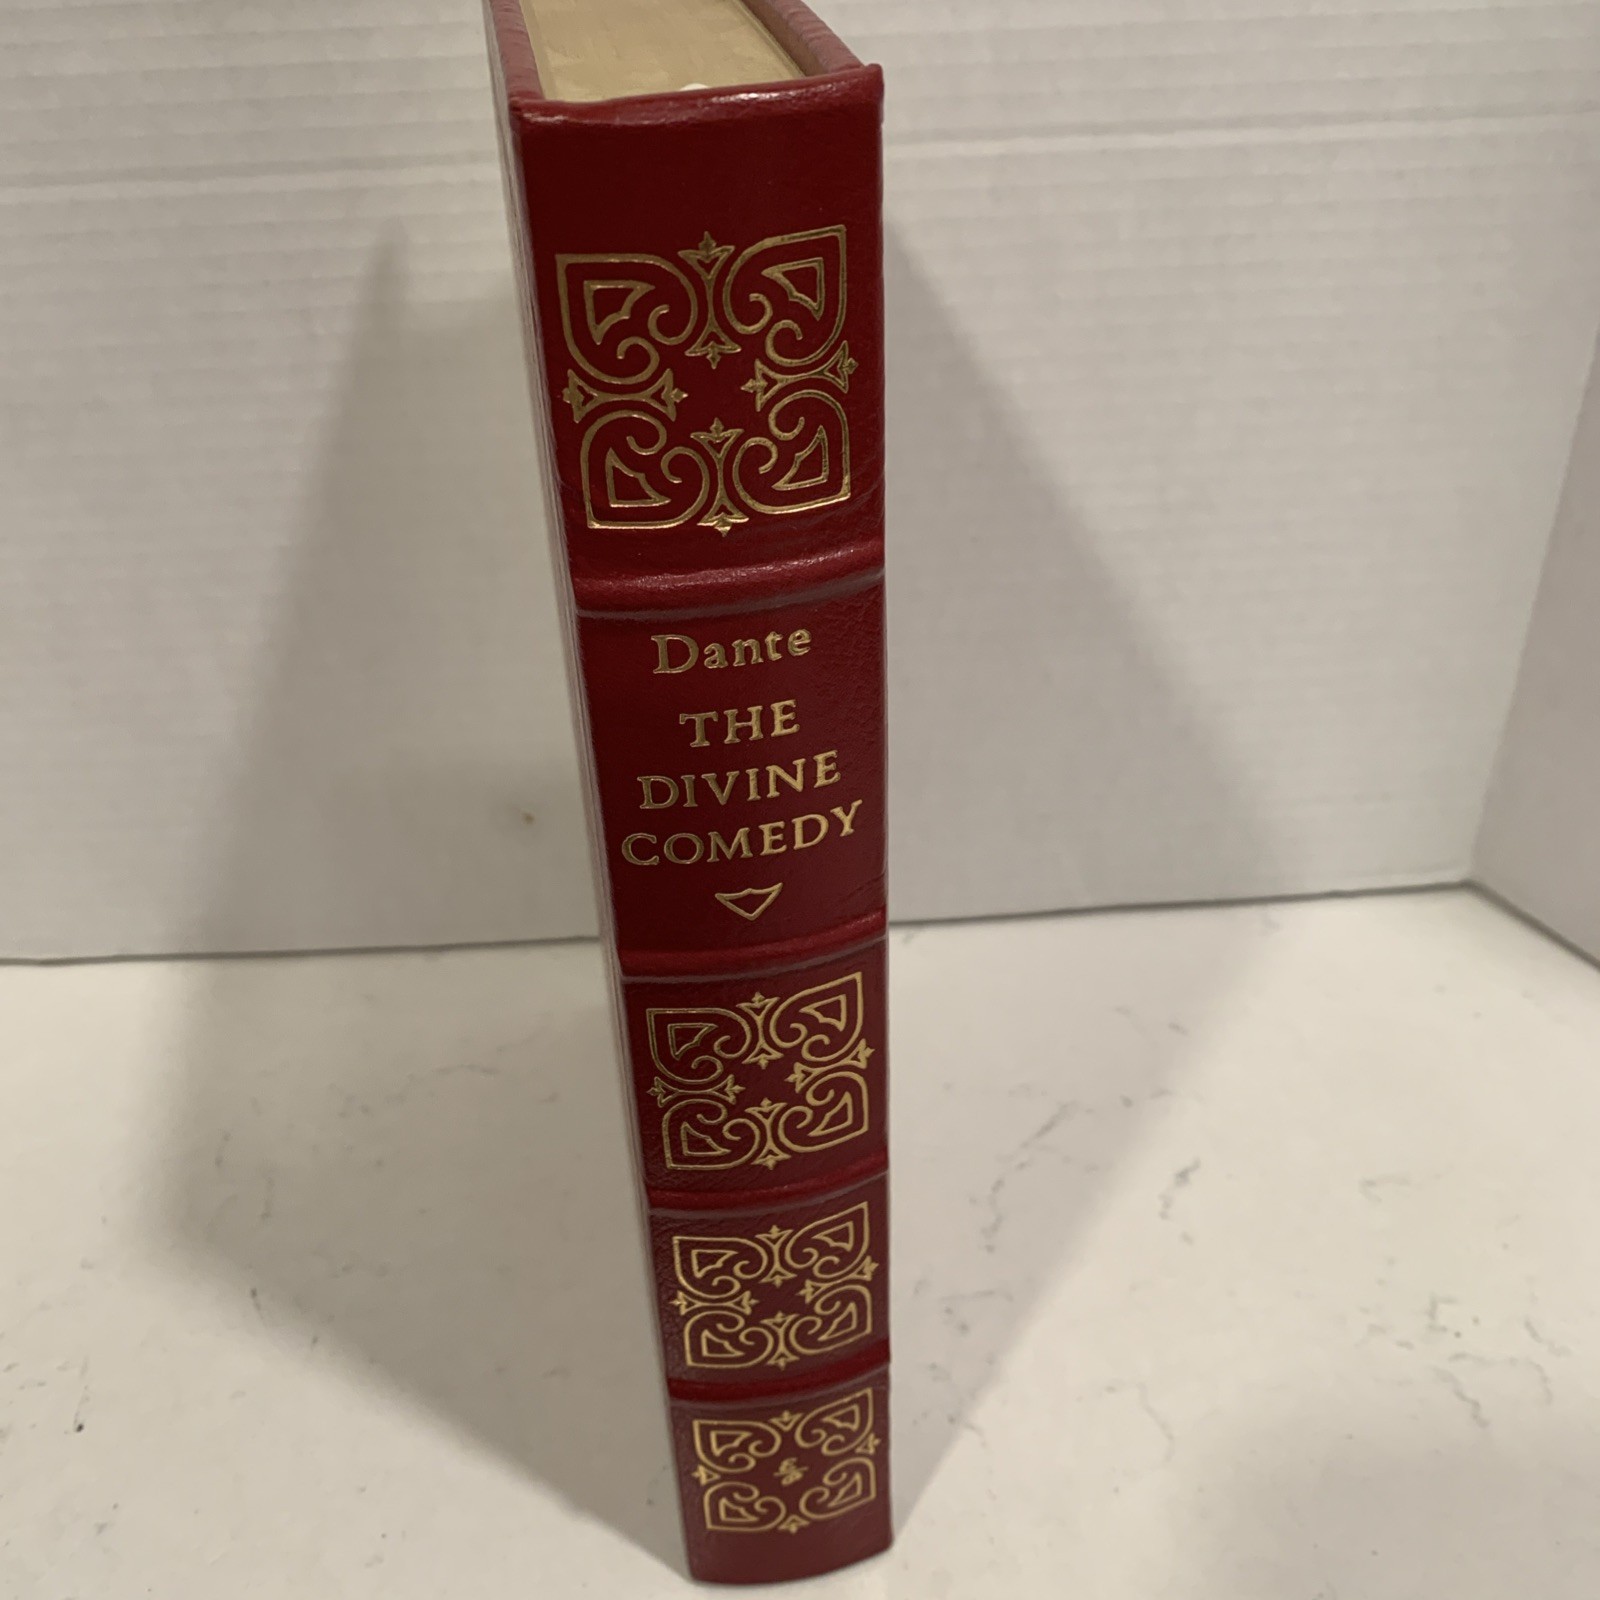 Dante
THE
DIVINE
COMEDY